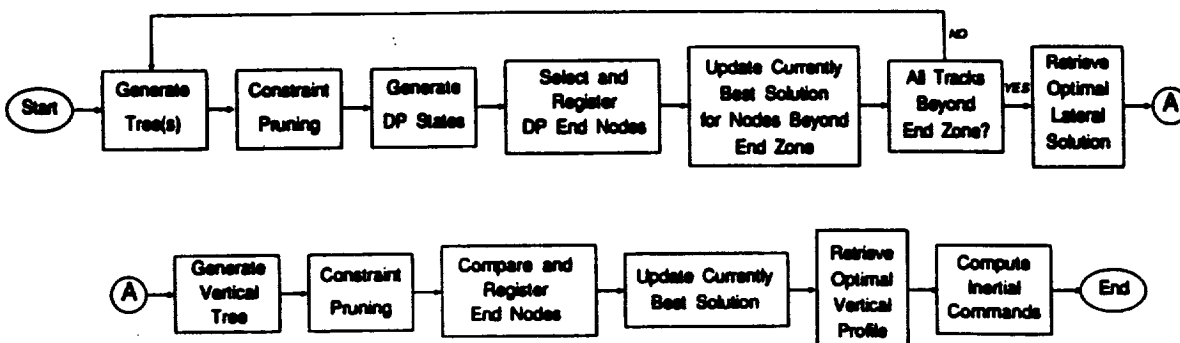 NO
Start
Generate
Tree(s)
Constraint
Pruning
Generate
DP States
Select and
Register
DP End Nodes
Update Currently
Best Solution
for Nodes Beyond
End Zone
All Tracks
Beyond
End Zone?
YES
Retrieve
Optimal
Lateral
Solution
A
A
Generate
Vertical
Tree
Constraint
Pruning
Compare and
Register
End Nodes
Update Currently
Best Solution
Retrieve
Optimal
Vertical
Profile
Compute
Inertial
Commands
End